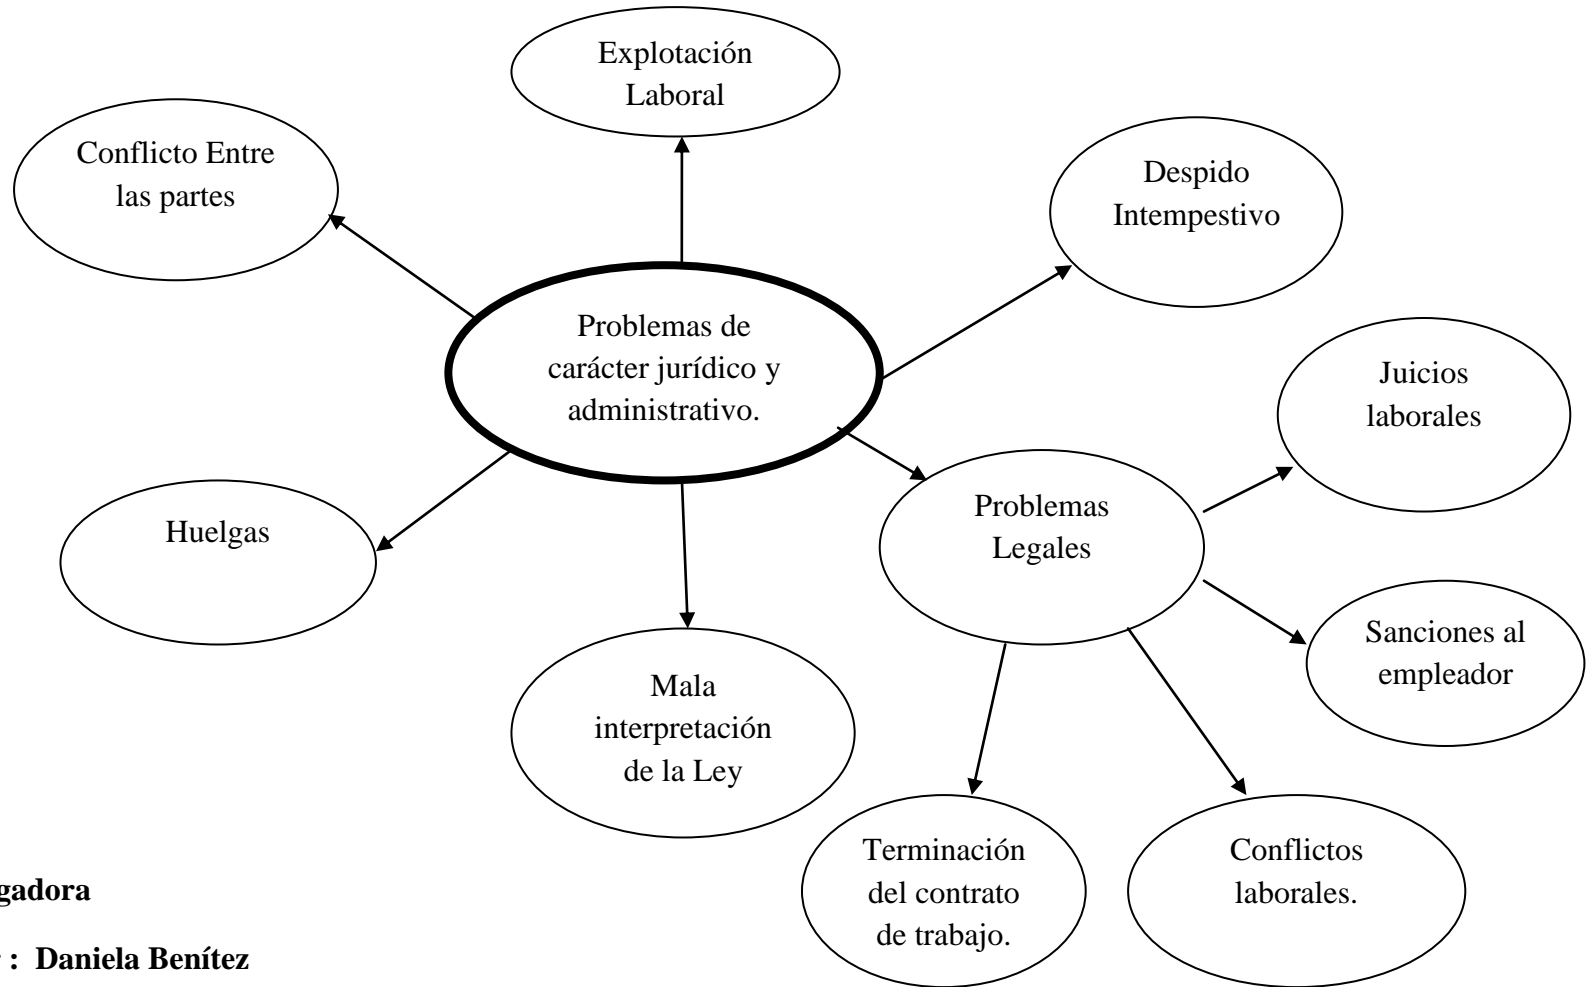 Explotación
Laboral
Conflicto Entre
las partes
Despido
Intempestivo
Problemas de
carácter jurídico y
administrativo.
Juicios
laborales
Huelgas
Problemas
Legales
Sanciones al
empleador
Mala
interpretación
de la Ley
Terminación
del contrato
de trabajo.
Conflictos
laborales.
gadora
: Daniela Benítez